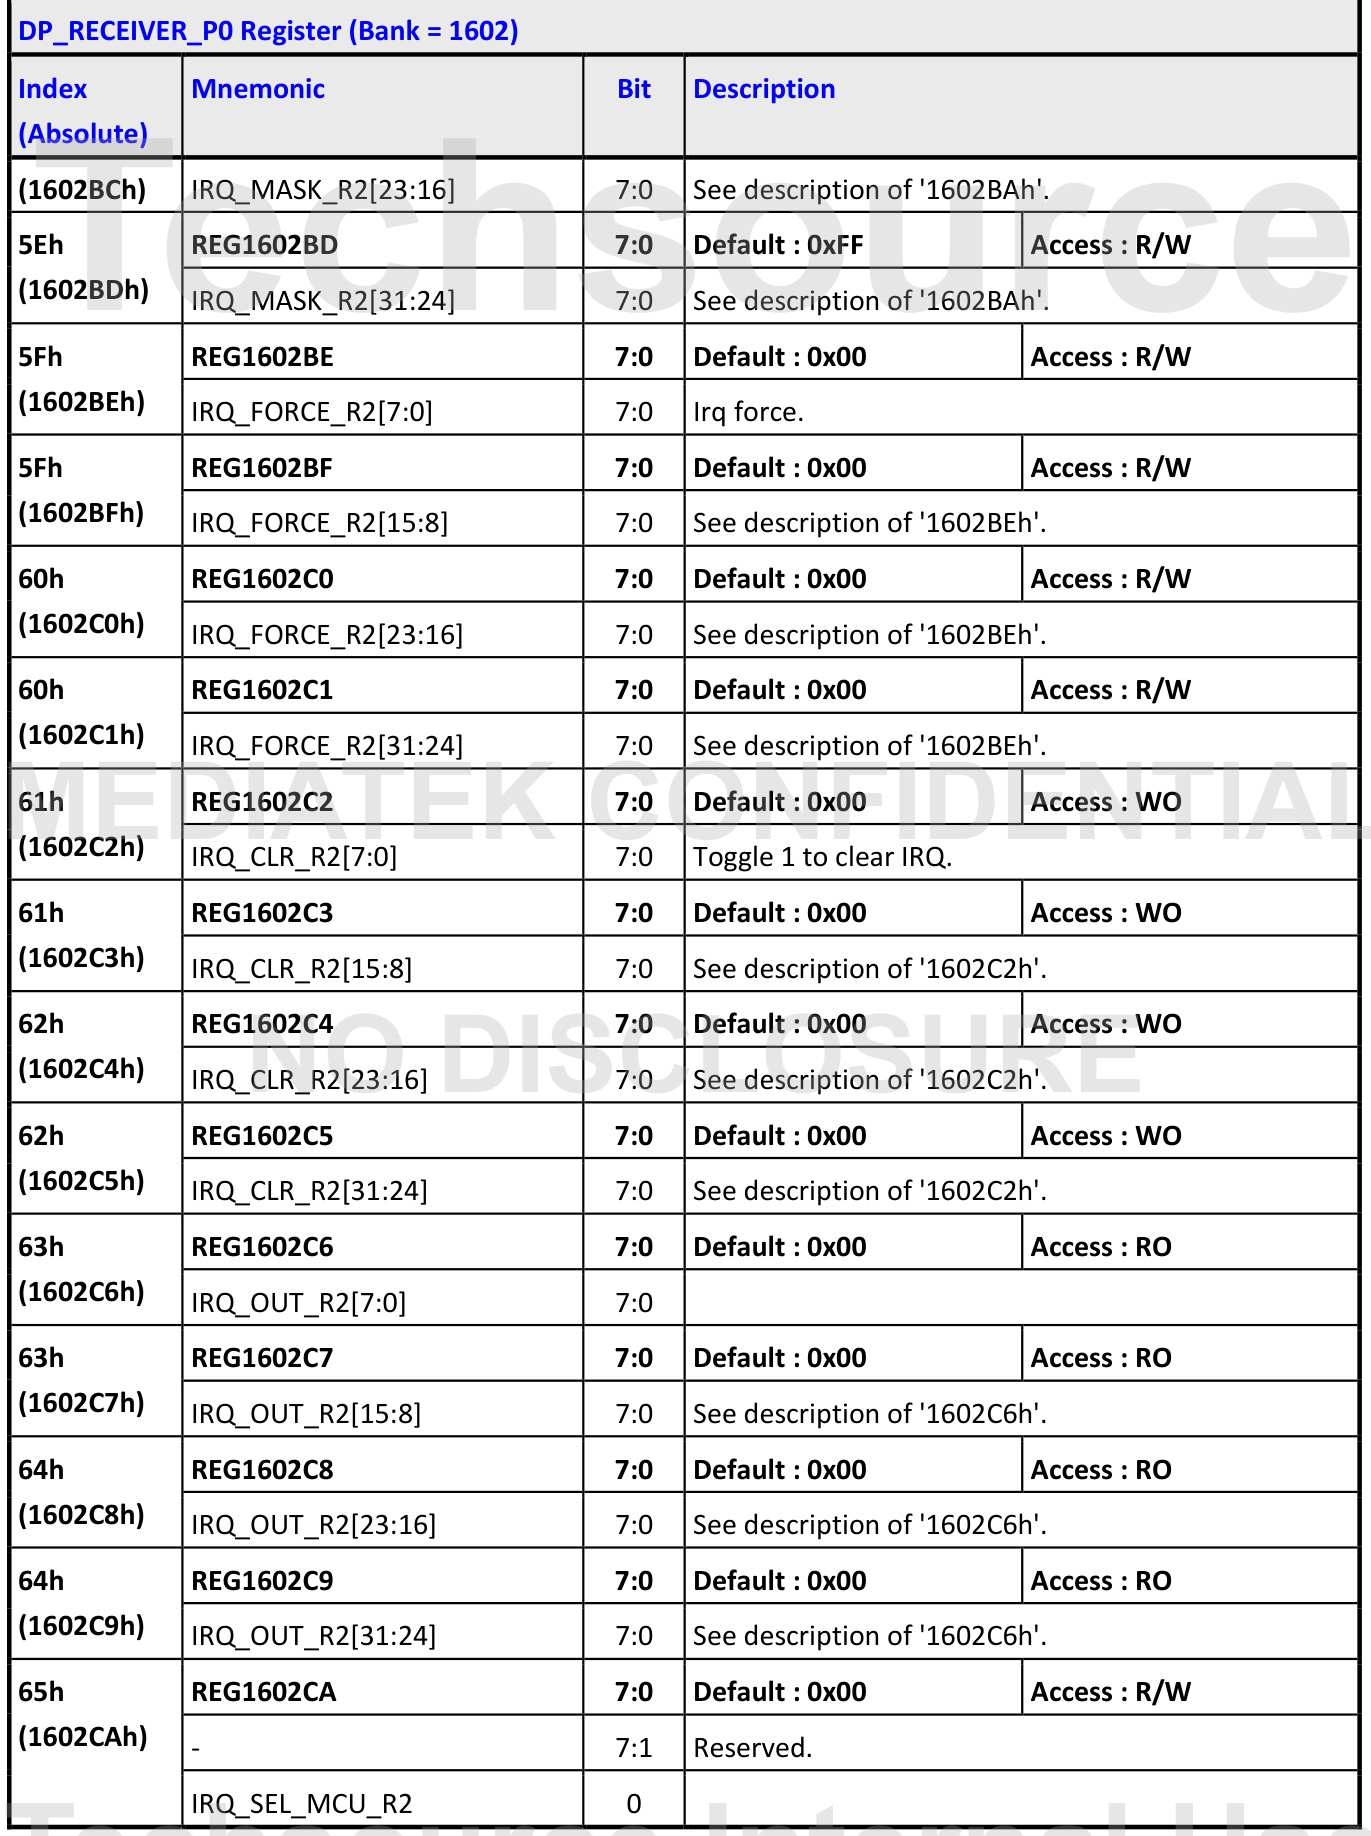 DP_RECEIVER_P0 Register (Bank = 1602)
Index (Absolute) Mnemonic Bit Description
(1602BCh) IRQ_MASK_R2[23:16] 7:0 See description of '1602BAh'.
5Eh (1602BDh) REG1602BD 7:0 Default : 0xFF Access : R/W
IRQ_MASK_R2[31:24] 7:0 See description of '1602BAh'.
5Fh (1602BEh) REG1602BE 7:0 Default : 0x00 Access : R/W
IRQ_FORCE_R2[7:0] 7:0 Irq force.
5Fh (1602BFh) REG1602BF 7:0 Default : 0x00 Access : R/W
IRQ_FORCE_R2[15:8] 7:0 See description of '1602BEh'.
60h (1602C0h) REG1602C0 7:0 Default : 0x00 Access : R/W
IRQ_FORCE_R2[23:16] 7:0 See description of '1602BEh'.
60h (1602C1h) REG1602C1 7:0 Default : 0x00 Access : R/W
IRQ_FORCE_R2[31:24] 7:0 See description of '1602BEh'.
61h (1602C2h) REG1602C2 7:0 Default : 0x00 Access : WO
IRQ_CLR_R2[7:0] 7:0 Toggle 1 to clear IRQ.
61h (1602C3h) REG1602C3 7:0 Default : 0x00 Access : WO
IRQ_CLR_R2[15:8] 7:0 See description of '1602C2h'.
62h (1602C4h) REG1602C4 7:0 Default : 0x00 Access : WO
IRQ_CLR_R2[23:16] 7:0 See description of '1602C2h'.
62h (1602C5h) REG1602C5 7:0 Default : 0x00 Access : WO
IRQ_CLR_R2[31:24] 7:0 See description of '1602C2h'.
63h (1602C6h) REG1602C6 7:0 Default : 0x00 Access : RO
IRQ_OUT_R2[7:0] 7:0
63h (1602C7h) REG1602C7 7:0 Default : 0x00 Access : RO
IRQ_OUT_R2[15:8] 7:0 See description of '1602C6h'.
64h (1602C8h) REG1602C8 7:0 Default : 0x00 Access : RO
IRQ_OUT_R2[23:16] 7:0 See description of '1602C6h'.
64h (1602C9h) REG1602C9 7:0 Default : 0x00 Access : RO
IRQ_OUT_R2[31:24] 7:0 See description of '1602C6h'.
65h (1602CAh) REG1602CA 7:0 Default : 0x00 Access : R/W
- 7:1 Reserved.
IRQ_SEL_MCU_R2 0
Techsource
MEDIATEK CONFIDENTIAL
NO DISCLOSURE